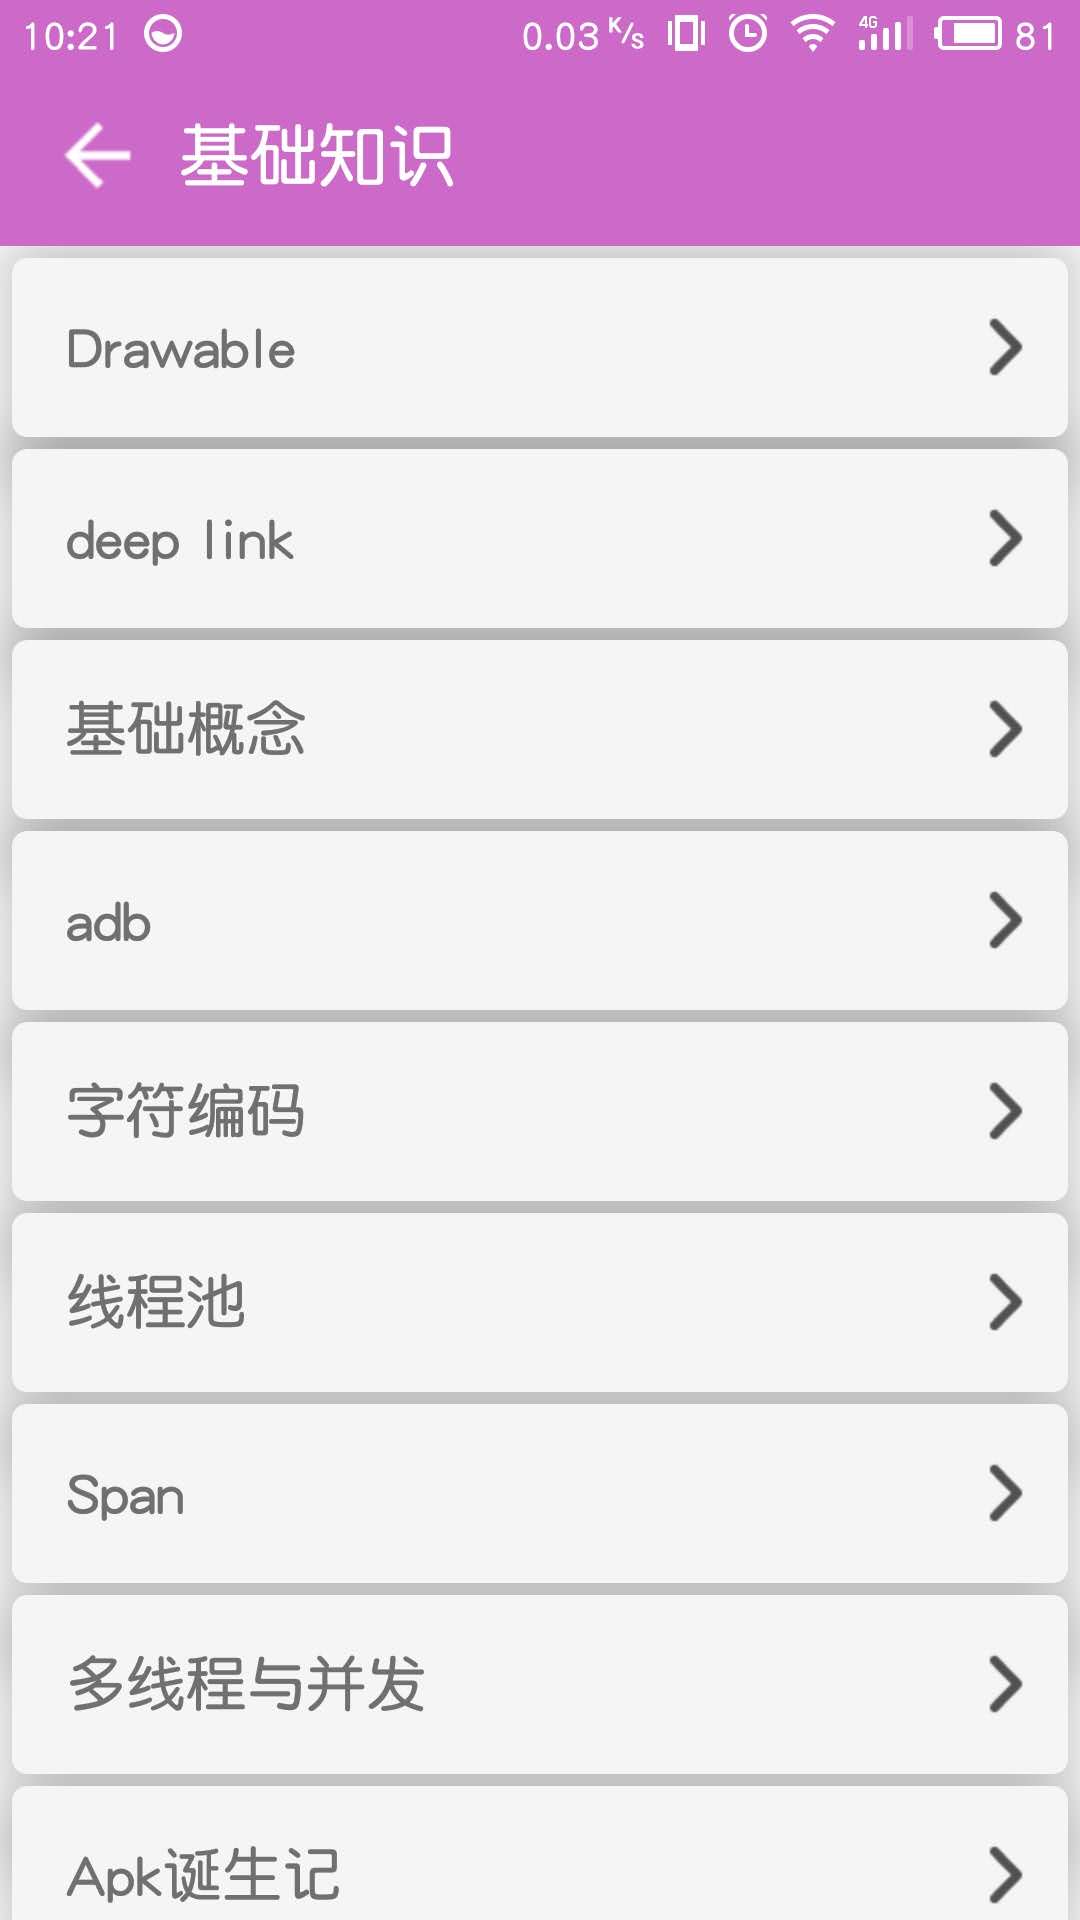 10:21 0.03 K/s 4G 81
基础知识
Drawable
deep link
基础概念
adb
字符编码
线程池
Span
多线程与并发
Apk诞生记